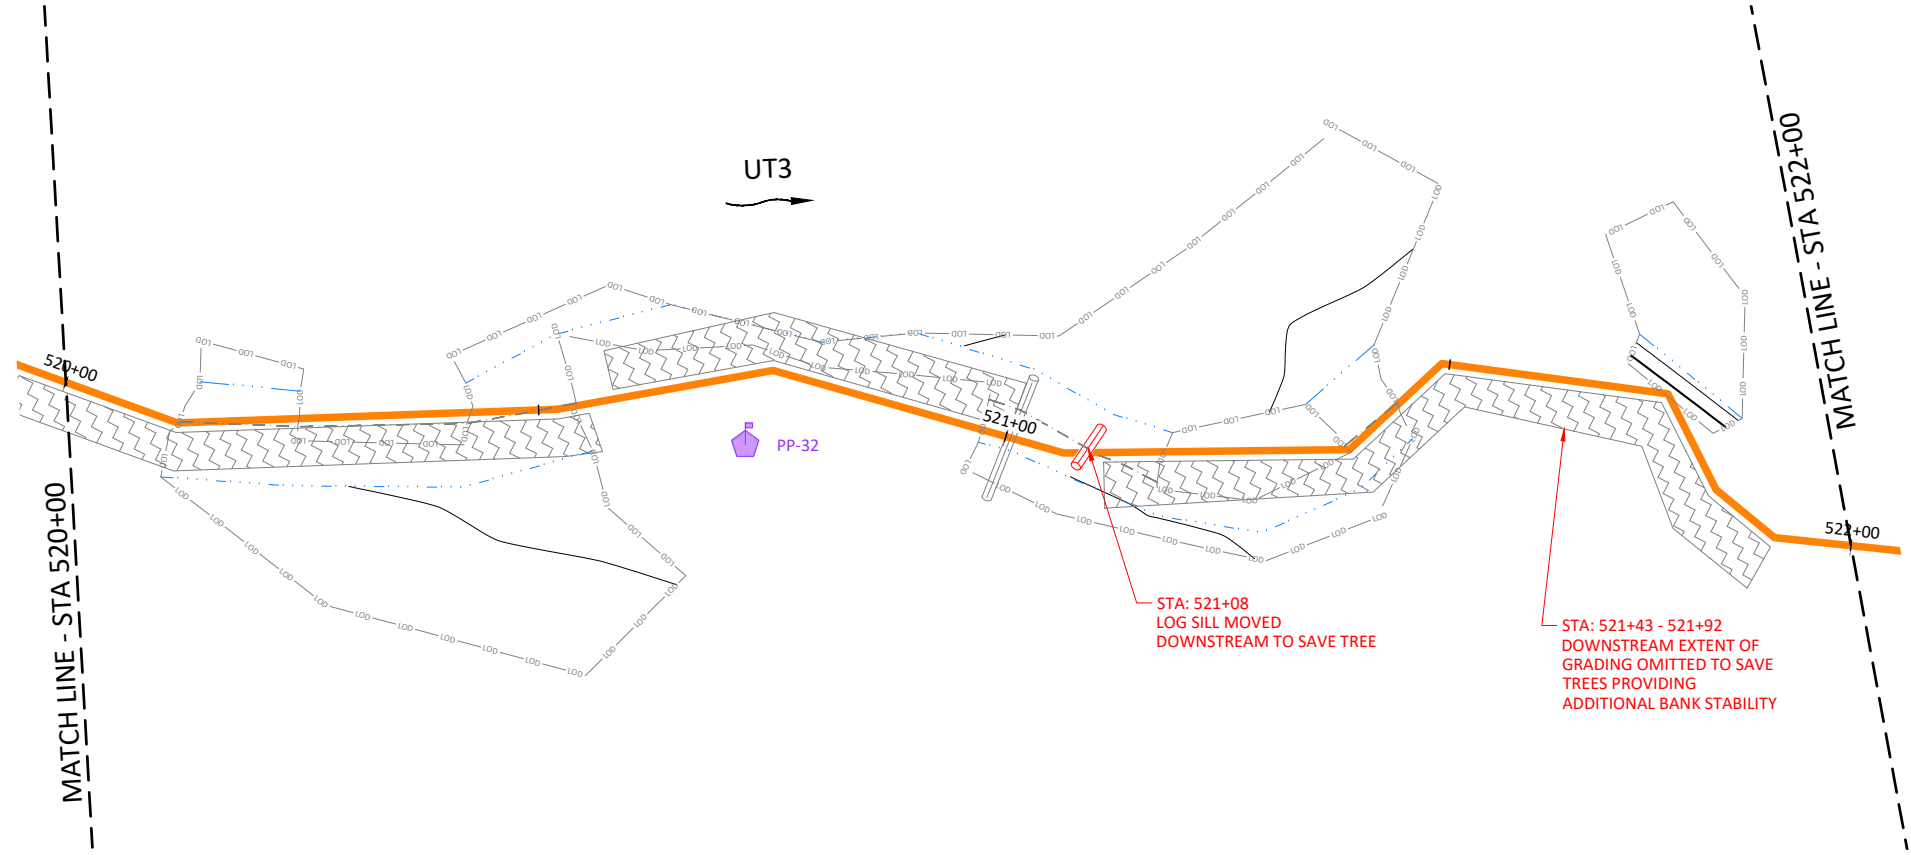 UT3
MATCH LINE - STA 520+00
520+00
PP-32
521+00
STA: 521+08
LOG SILL MOVED
DOWNSTREAM TO SAVE TREE
STA: 521+43 - 521+92
DOWNSTREAM EXTENT OF
GRADING OMITTED TO SAVE
TREES PROVIDING
ADDITIONAL BANK STABILITY
522+00
MATCH LINE - STA 522+00
LOD